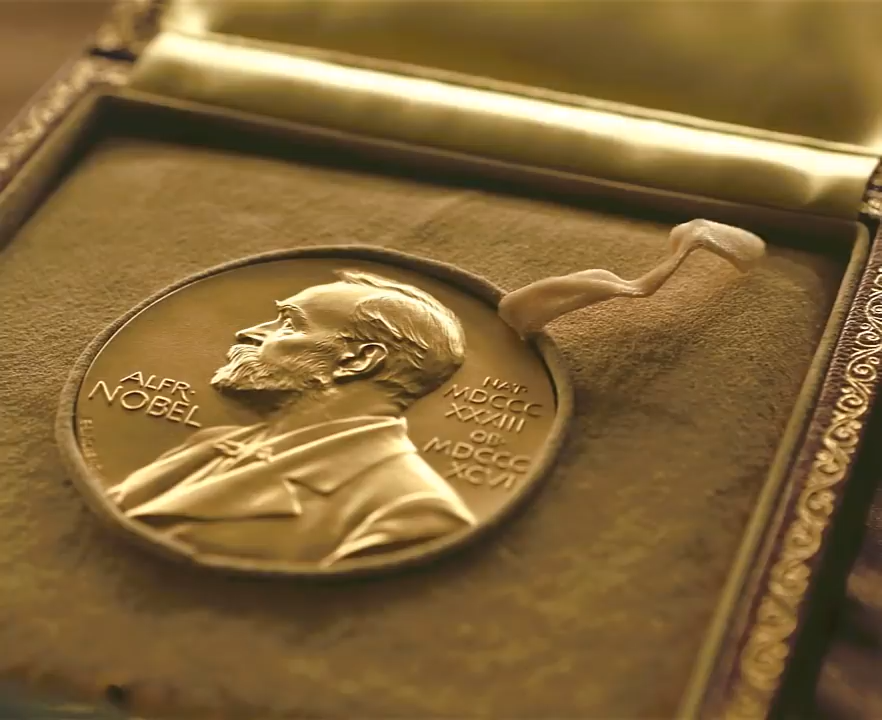 ALFR·
NOBEL
NAT·
MDCCC
XXXIII
OB·
MDCCC
XCVI